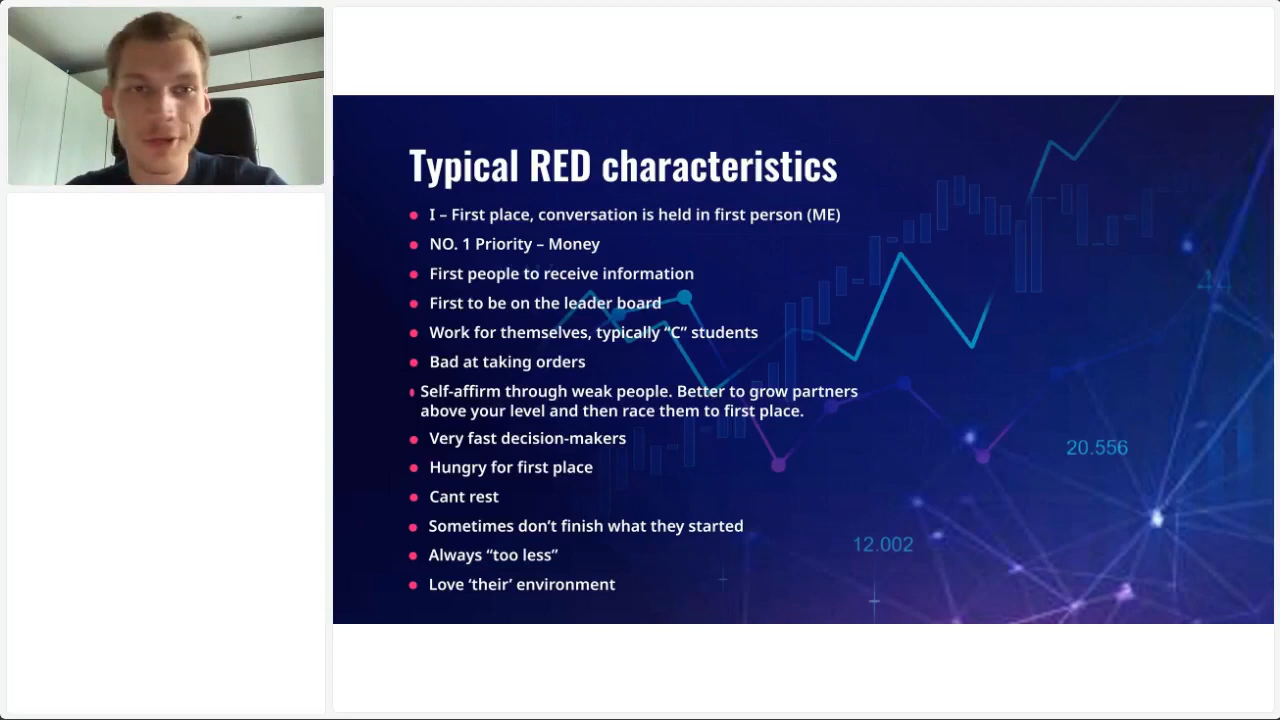 Typical RED characteristics
I – First place, conversation is held in first person (ME)
NO. 1 Priority – Money
First people to receive information
First to be on the leader board
Work for themselves, typically “C” students
Bad at taking orders
Self-affirm through weak people. Better to grow partners
above your level and then race them to first place.
Very fast decision-makers
Hungry for first place
Cant rest
Sometimes don’t finish what they started
Always “too less”
Love ‘their’ environment
44
20.556
12.002